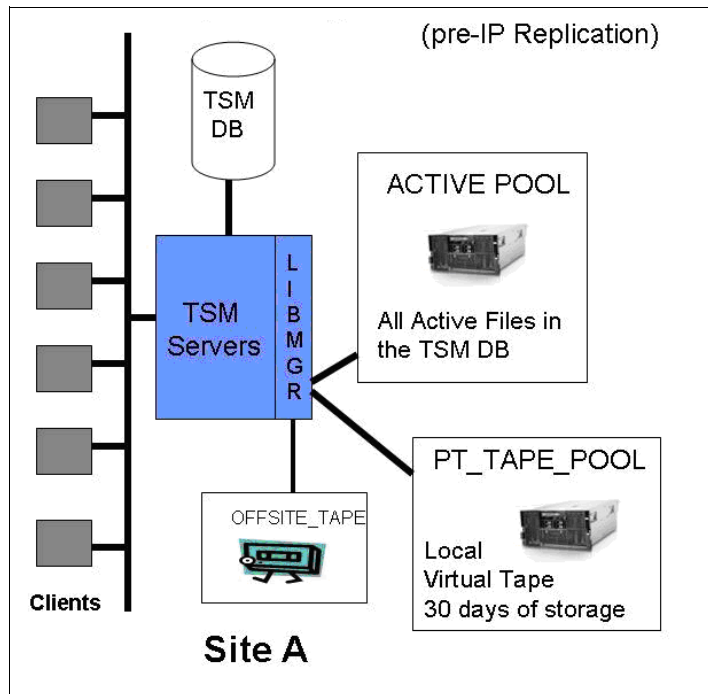 (pre-IP Replication)
TSM
DB
ACTIVE POOL
All Active Files in
the TSM DB
TSM
Servers
L
I
B
M
G
R
PT_TAPE_POOL
Local
Virtual Tape
30 days of storage
OFFSITE_TAPE
Clients
Site A